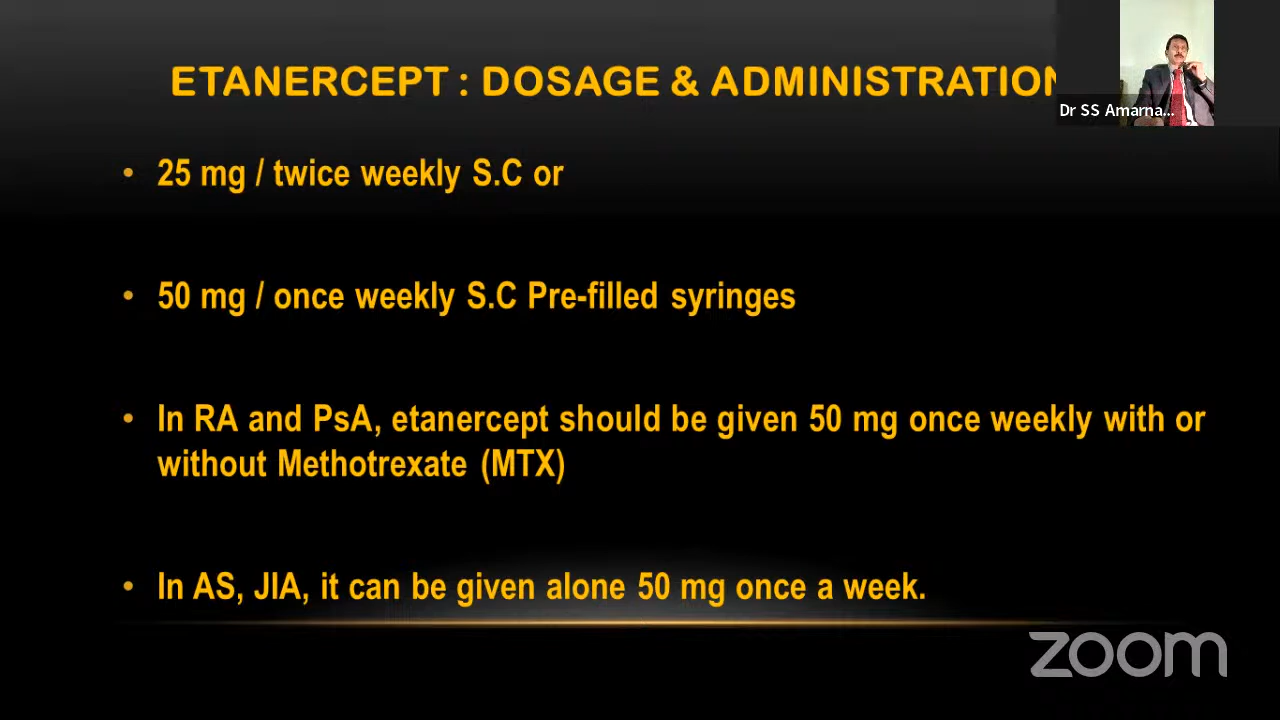 ETANERCEPT : DOSAGE & ADMINISTRATION
Dr SS Amarna...
• 25 mg / twice weekly S.C or
• 50 mg / once weekly S.C Pre-filled syringes
• In RA and PsA, etanercept should be given 50 mg once weekly with or
without Methotrexate (MTX)
• In AS, JIA, it can be given alone 50 mg once a week.
zoom